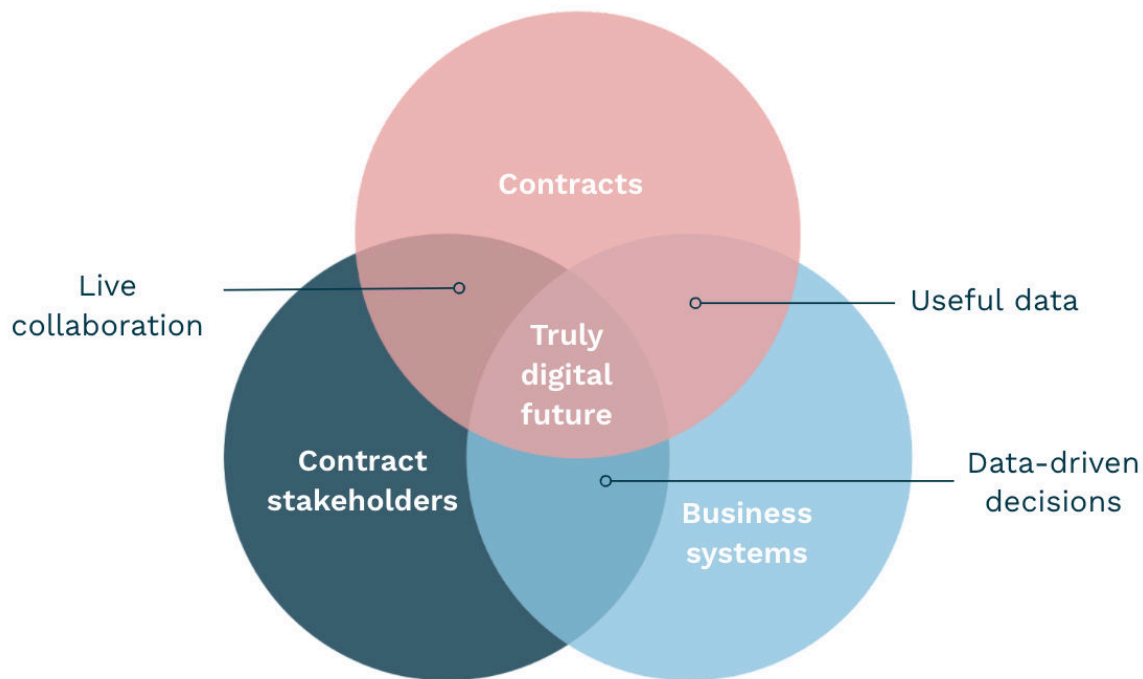 Contracts
Live
collaboration
Useful data
Truly
digital
future
Contract
stakeholders
Data-driven
decisions
Business
systems